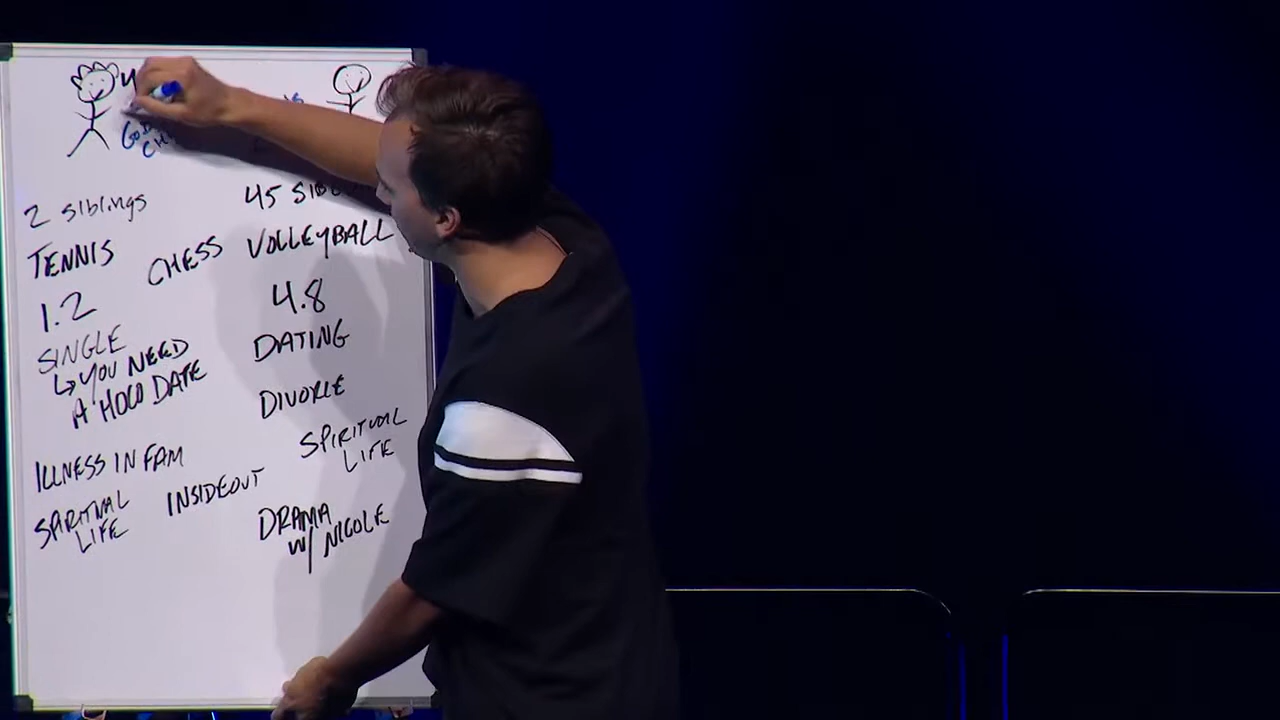 2 siblings
45
TENNIS
CHESS
VOLLEYBALL
1.2
4.8
SINGLE
↳ YOU NEED
A HOCO DATE
DATING
DIVORCE
ILLNESS IN FAM
SPIRITUAL
LIFE
SPIRITUAL
LIFE
INSIDEOUT
DRAMA
W/ NICOLE